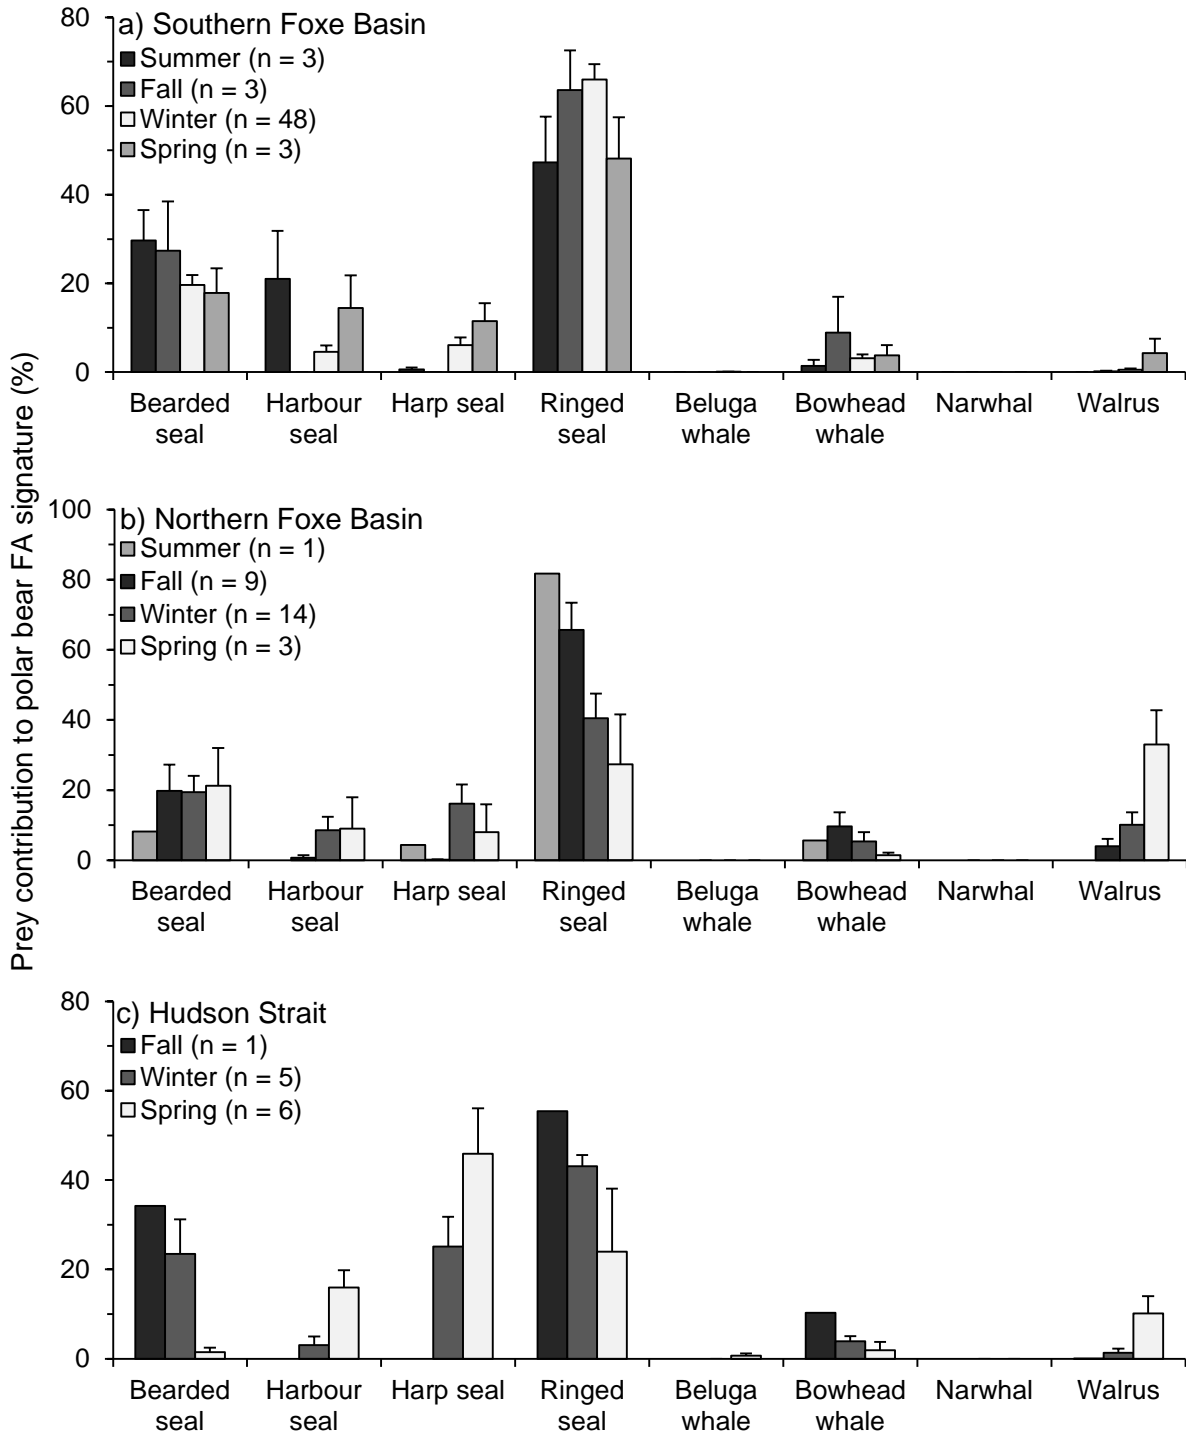 Prey contribution to polar bear FA signature (%)
a) Southern Foxe Basin
Summer (n = 3)
Fall (n = 3)
Winter (n = 48)
Spring (n = 3)
80
60
40
20
0
Bearded seal
Harbour seal
Harp seal
Ringed seal
Beluga whale
Bowhead whale
Narwhal
Walrus
b) Northern Foxe Basin
Summer (n = 1)
Fall (n = 9)
Winter (n = 14)
Spring (n = 3)
100
80
60
40
20
0
Bearded seal
Harbour seal
Harp seal
Ringed seal
Beluga whale
Bowhead whale
Narwhal
Walrus
c) Hudson Strait
Fall (n = 1)
Winter (n = 5)
Spring (n = 6)
80
60
40
20
0
Bearded seal
Harbour seal
Harp seal
Ringed seal
Beluga whale
Bowhead whale
Narwhal
Walrus